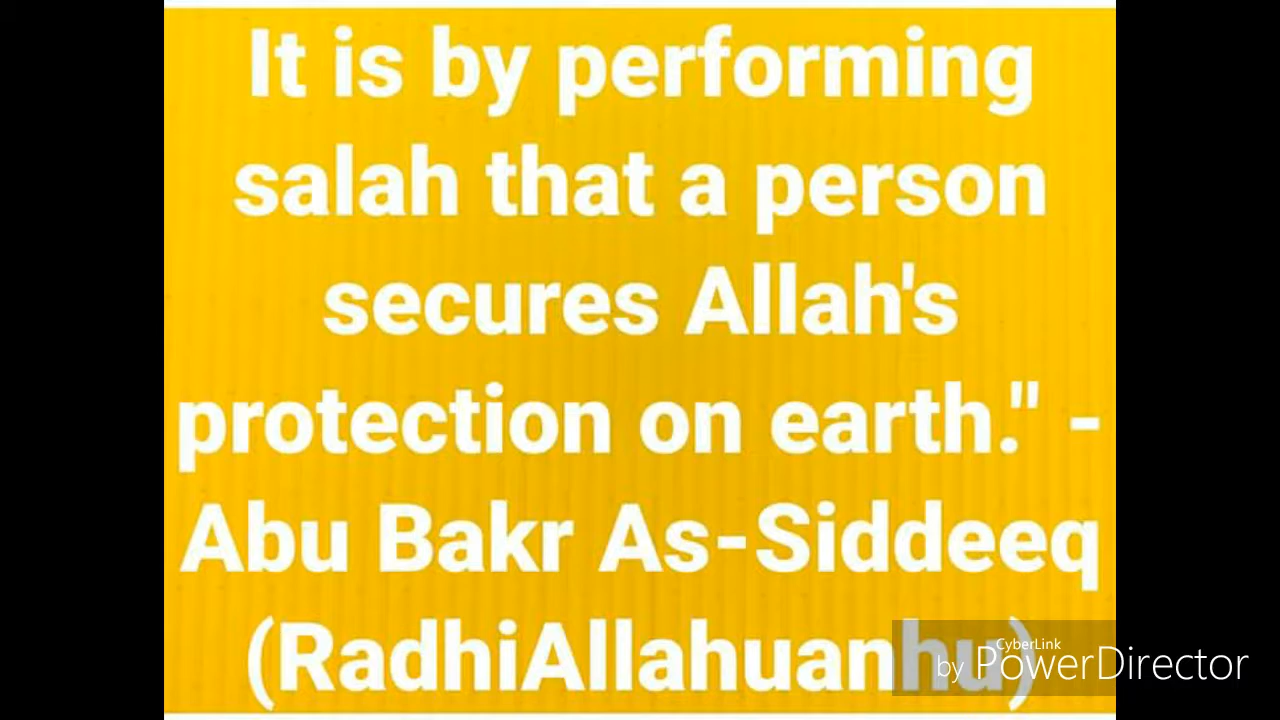 It is by performing
salah that a person
secures Allah's
protection on earth." -
Abu Bakr As-Siddeeq
(RadhiAllahuanhu)
CyberLink
by PowerDirector